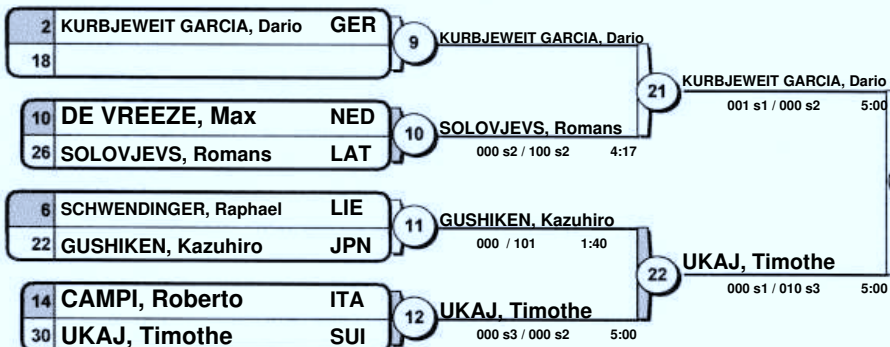 2 KURBJEWEIT GARCIA, Dario GER
18
9
KURBJEWEIT GARCIA, Dario
10 DE VREEZE, Max NED
26 SOLOVJEVS, Romans LAT
10
SOLOVJEVS, Romans
000 s2 / 100 s2 4:17
21
KURBJEWEIT GARCIA, Dario
001 s1 / 000 s2 5:00
6 SCHWENDINGER, Raphael LIE
22 GUSHIKEN, Kazuhiro JPN
11
GUSHIKEN, Kazuhiro
000 / 101 1:40
14 CAMPI, Roberto ITA
30 UKAJ, Timothe SUI
12
UKAJ, Timothe
000 s3 / 000 s2 5:00
22
UKAJ, Timothe
000 s1 / 010 s3 5:00